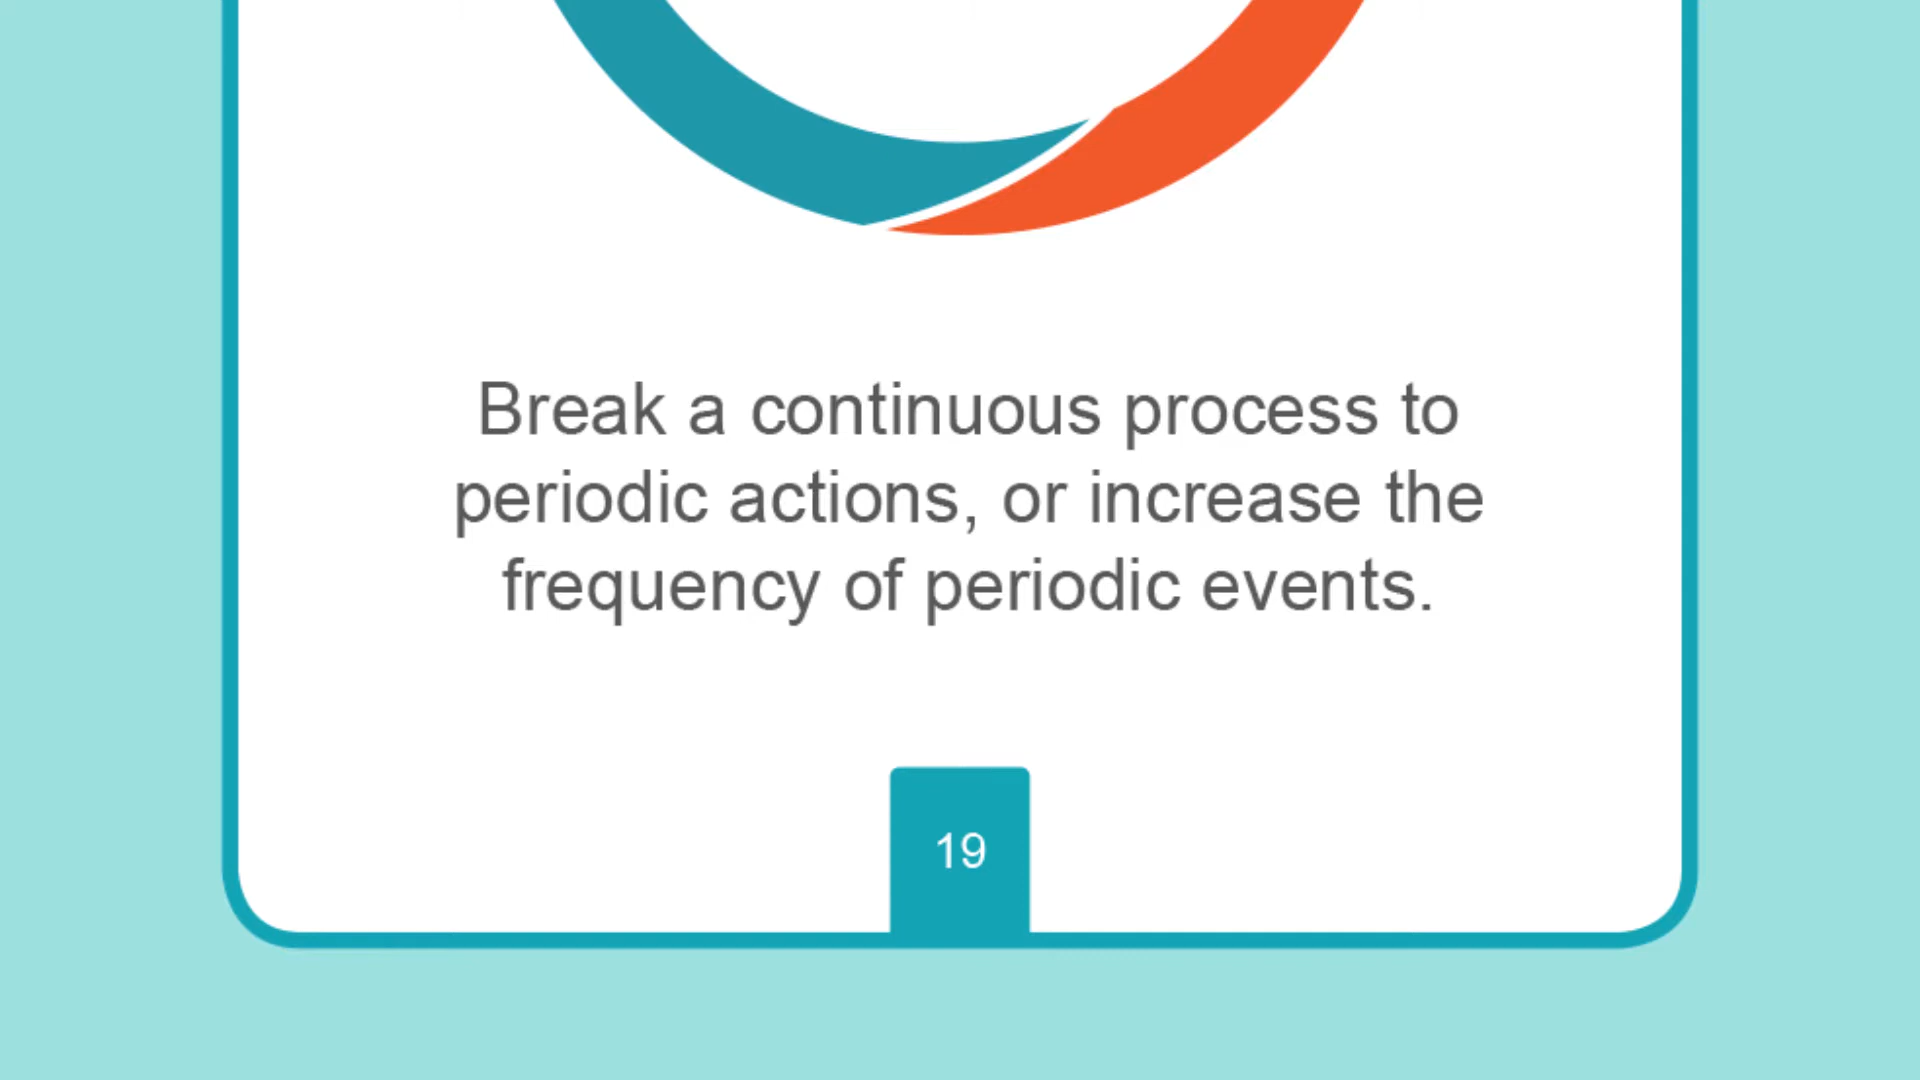 Break a continuous process to
periodic actions, or increase the
frequency of periodic events.
19